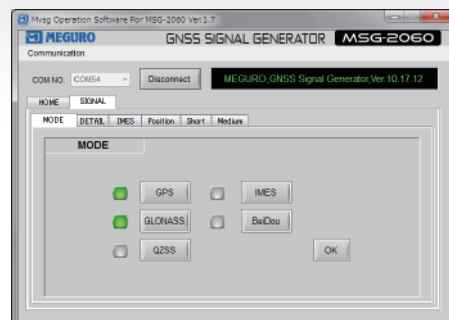 Mvsg Operation Software For MSG-2060 Ver.1.7
MEGURO GNSS SIGNAL GENERATOR MSG-2060
Communication
COM NO. COM54 Disconnect MEGURO,GNSS Signal Generator,Ver.10.17.12
HOME SIGNAL
MODE DETAIL IMES Position Short Medium
MODE
GPS IMES
GLONASS BeiDou
QZSS OK